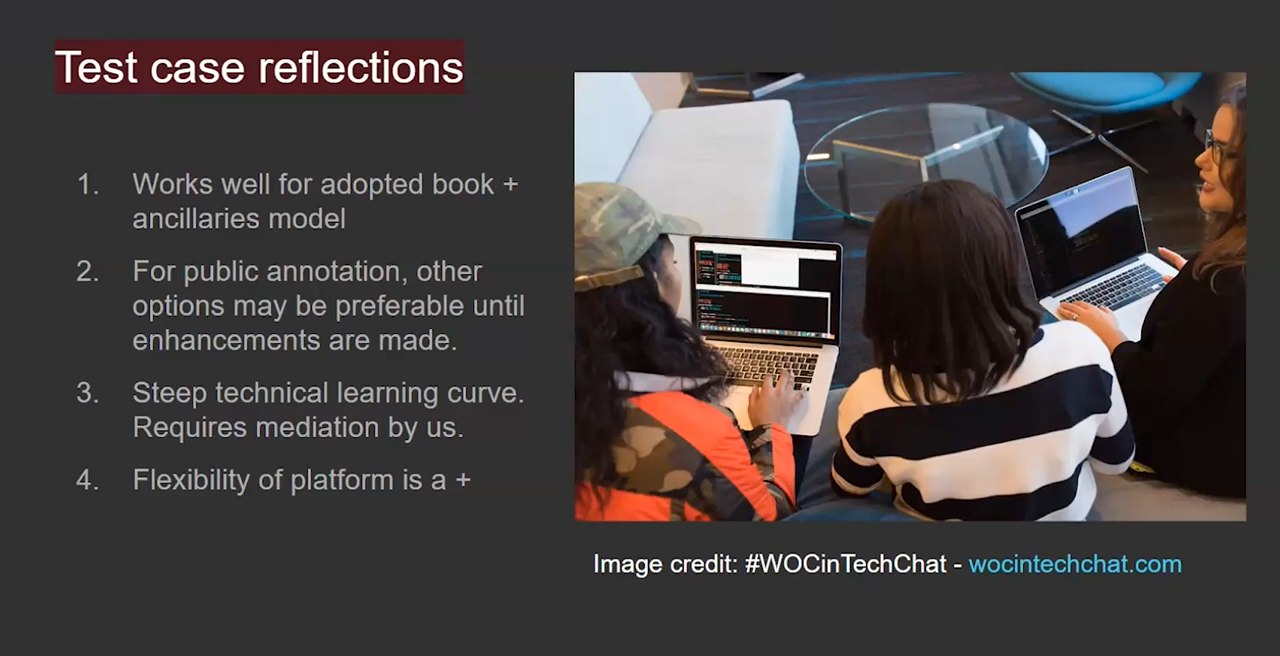 Test case reflections
1. Works well for adopted book +
ancillaries model
2. For public annotation, other
options may be preferable until
enhancements are made.
3. Steep technical learning curve.
Requires mediation by us.
4. Flexibility of platform is a +
Image credit: #WOCinTechChat - wocintechchat.com